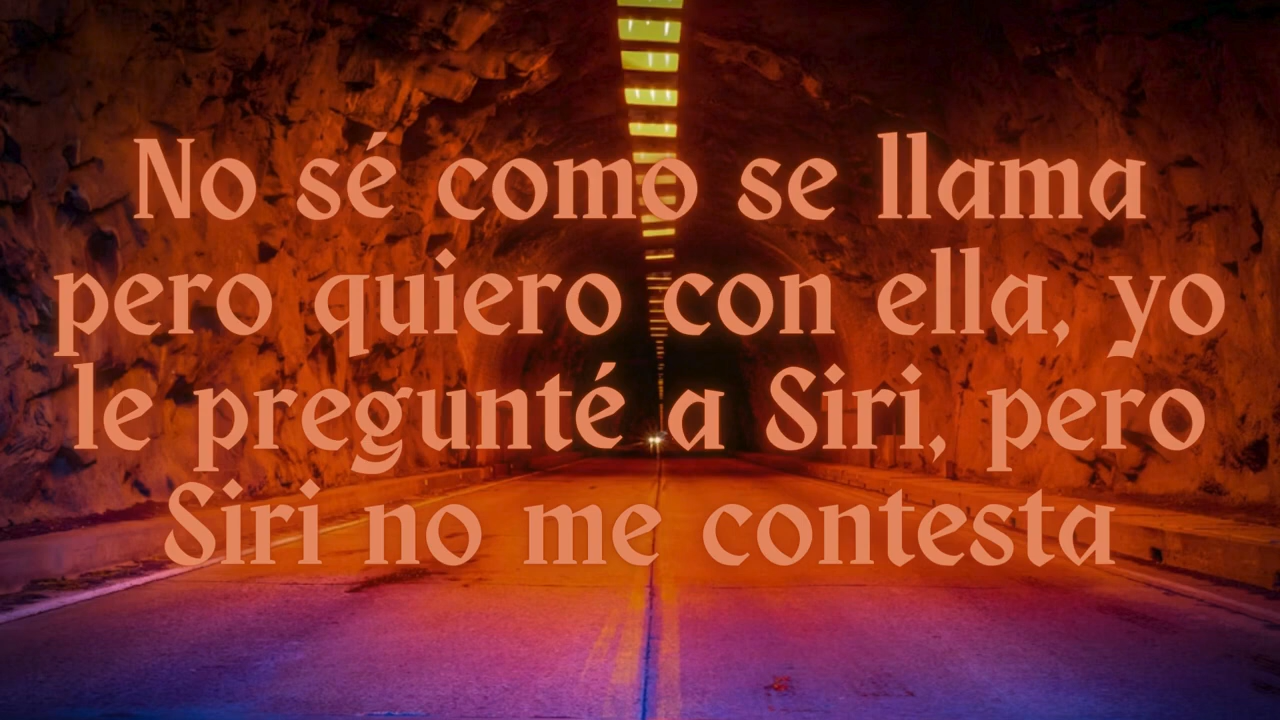 No sé como se llama
pero quiero con ella, yo
le pregunté a Siri, pero
Siri no me contesta